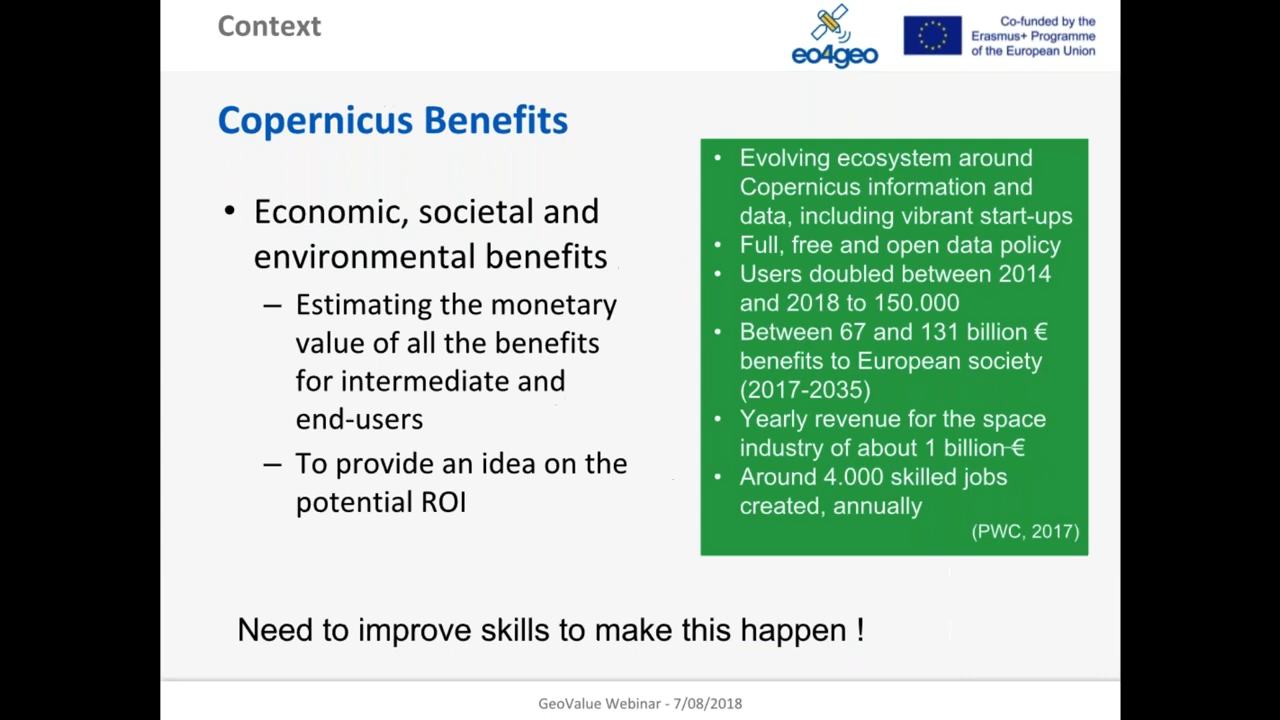 Context
eo4geo
Co-funded by the
Erasmus+ Programme
of the European Union
Copernicus Benefits
• Economic, societal and
environmental benefits
– Estimating the monetary
value of all the benefits
for intermediate and
end-users
– To provide an idea on the
potential ROI
• Evolving ecosystem around
Copernicus information and
data, including vibrant start-ups
• Full, free and open data policy
• Users doubled between 2014
and 2018 to 150.000
• Between 67 and 131 billion €
benefits to European society
(2017-2035)
• Yearly revenue for the space
industry of about 1 billion €
• Around 4.000 skilled jobs
created, annually
(PWC, 2017)
Need to improve skills to make this happen !
GeoValue Webinar - 7/08/2018